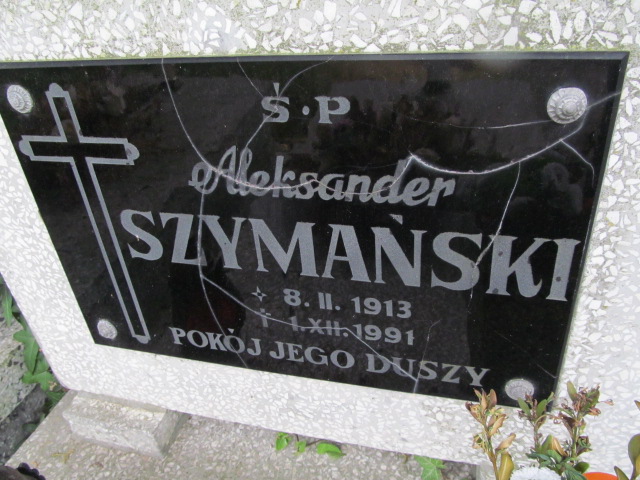 Ś.P
Aleksander
SZYMAŃSKI
8. II. 1913
1.XII.1991
POKÓJ JEGO DUSZY